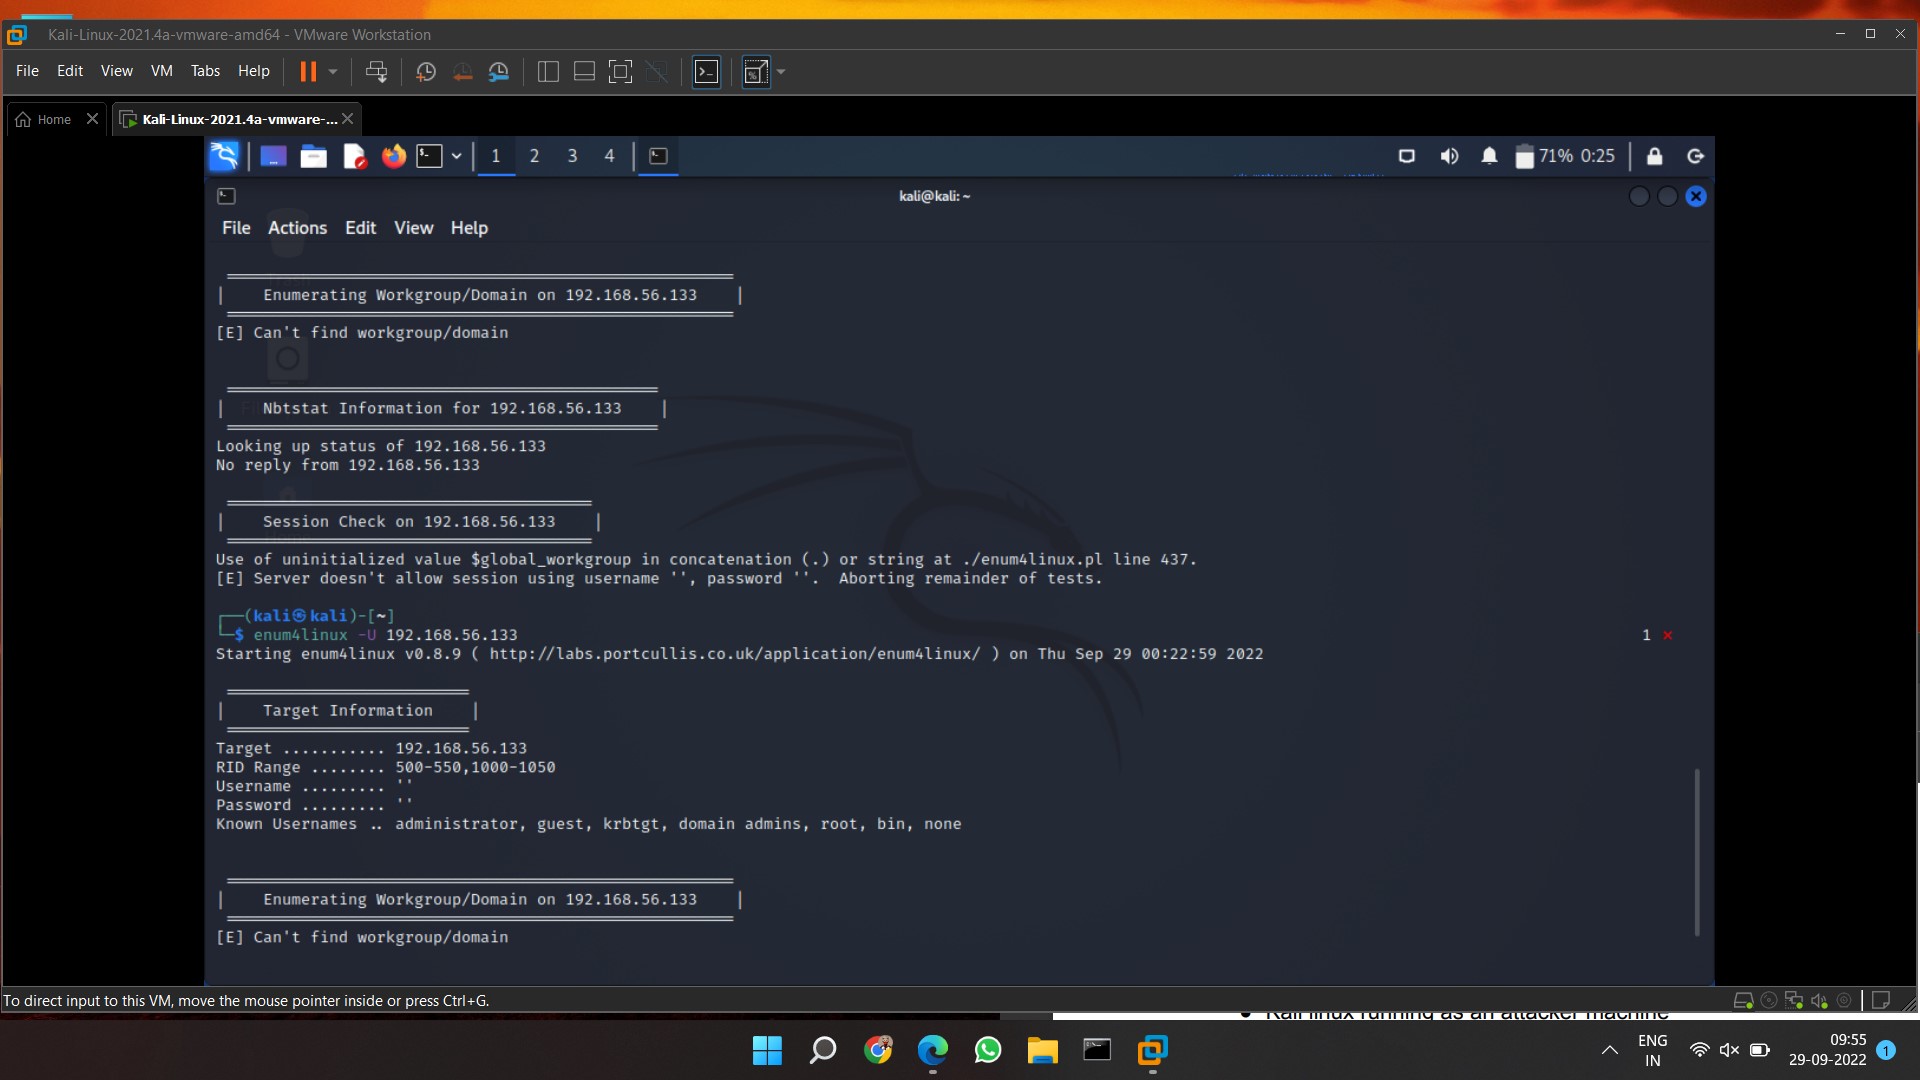 Kali-Linux-2021.4a-vmware-amd64 - VMware Workstation
File Edit View VM Tabs Help
Home
Kali-Linux-2021.4a-vmware-...
1 2 3 4
71% 0:25
kali@kali: ~
File Actions Edit View Help
Enumerating Workgroup/Domain on 192.168.56.133
[E] Can't find workgroup/domain
Nbtstat Information for 192.168.56.133
Looking up status of 192.168.56.133
No reply from 192.168.56.133
Session Check on 192.168.56.133
Use of uninitialized value $global_workgroup in concatenation (.) or string at ./enum4linux.pl line 437.
[E] Server doesn't allow session using username '', password ''.  Aborting remainder of tests.
┌──(kali㉿kali)-[~]
└─$ enum4linux -U 192.168.56.133
1 ⨯
Starting enum4linux v0.8.9 ( http://labs.portcullis.co.uk/application/enum4linux/ ) on Thu Sep 29 00:22:59 2022
Target Information
Target ........... 192.168.56.133
RID Range ........ 500-550,1000-1050
Username ......... ''
Password ......... ''
Known Usernames .. administrator, guest, krbtgt, domain admins, root, bin, none
Enumerating Workgroup/Domain on 192.168.56.133
[E] Can't find workgroup/domain
To direct input to this VM, move the mouse pointer inside or press Ctrl+G.
● Kali linux running as an attacker machine
ENG
IN
09:55
29-09-2022
1